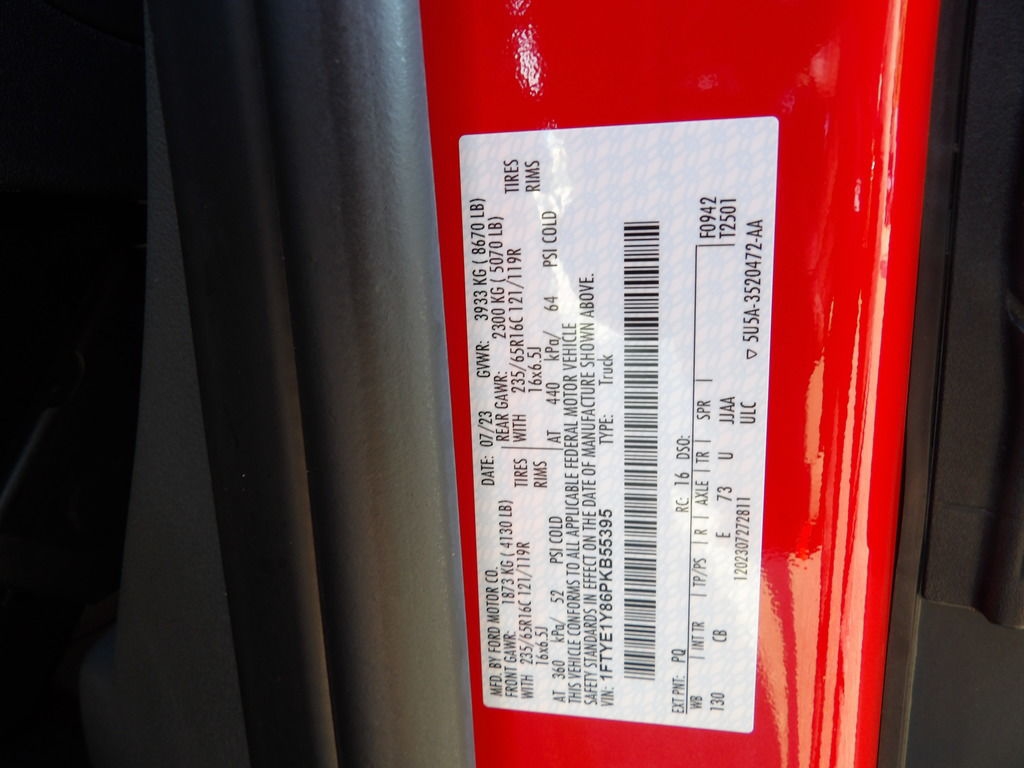 MFD. BY FORD MOTOR CO.
DATE: 07/23 GVWR: 3933 KG ( 8670 LB)
FRONT GAWR: 1873 KG ( 4130 LB)
REAR GAWR: 2300 KG ( 5070 LB)
WITH 235/65R16C 121/119R TIRES
WITH 235/65R16C 121/119R TIRES
16x6.5J RIMS
16x6.5J RIMS
AT 360 kPa/ 52 PSI COLD
AT 440 kPa/ 64 PSI COLD
THIS VEHICLE CONFORMS TO ALL APPLICABLE FEDERAL MOTOR VEHICLE
SAFETY STANDARDS IN EFFECT ON THE DATE OF MANUFACTURE SHOWN ABOVE.
VIN: 1FTYE1Y86PKB55395 TYPE: Truck
EXT PNT: PQ RC: 16 DSO:
WB INT TR TP/PS R AXLE TR SPR F0942
130 CB E 73 U JJAA T2501
1202307272811 ULC
▽ 5U5A-3520472-AA